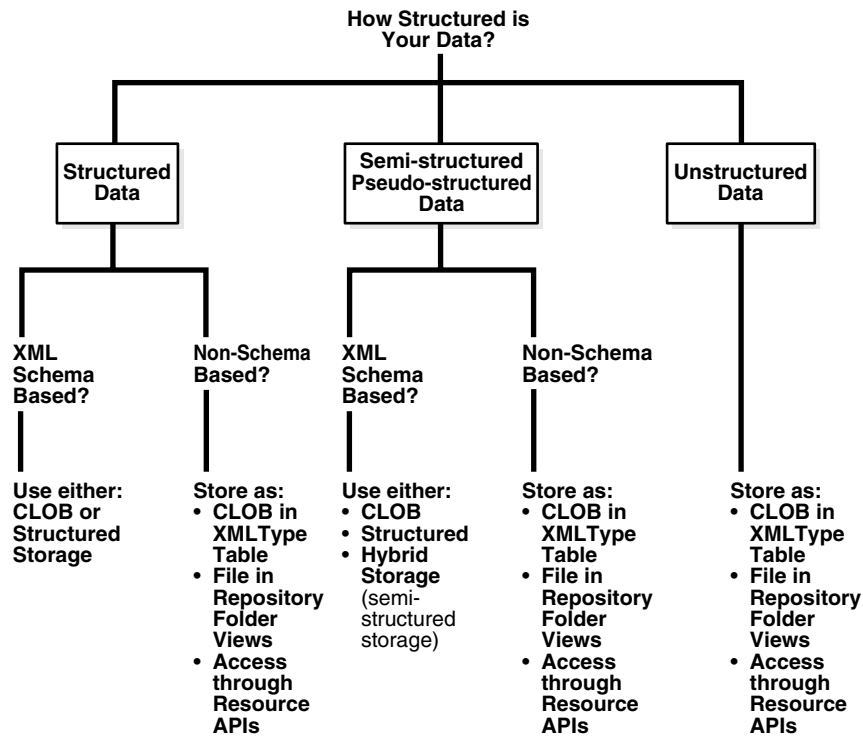 How Structured is
Your Data?
Structured
Data
Semi-structured
Pseudo-structured
Data
Unstructured
Data
XML
Schema
Based?
Non-Schema
Based?
XML
Schema
Based?
Non-Schema
Based?
Use either:
CLOB or
Structured
Storage
Store as:
• CLOB in
XMLType
Table
• File in
Repository
Folder
Views
• Access
through
Resource
APIs
Use either:
• CLOB
• Structured
• Hybrid
Storage
(semi-
structured
storage)
Store as:
• CLOB in
XMLType
Table
• File in
Repository
Folder
Views
• Access
through
Resource
APIs
Store as:
• CLOB in
XMLType
Table
• File in
Repository
Folder
Views
• Access
through
Resource
APIs